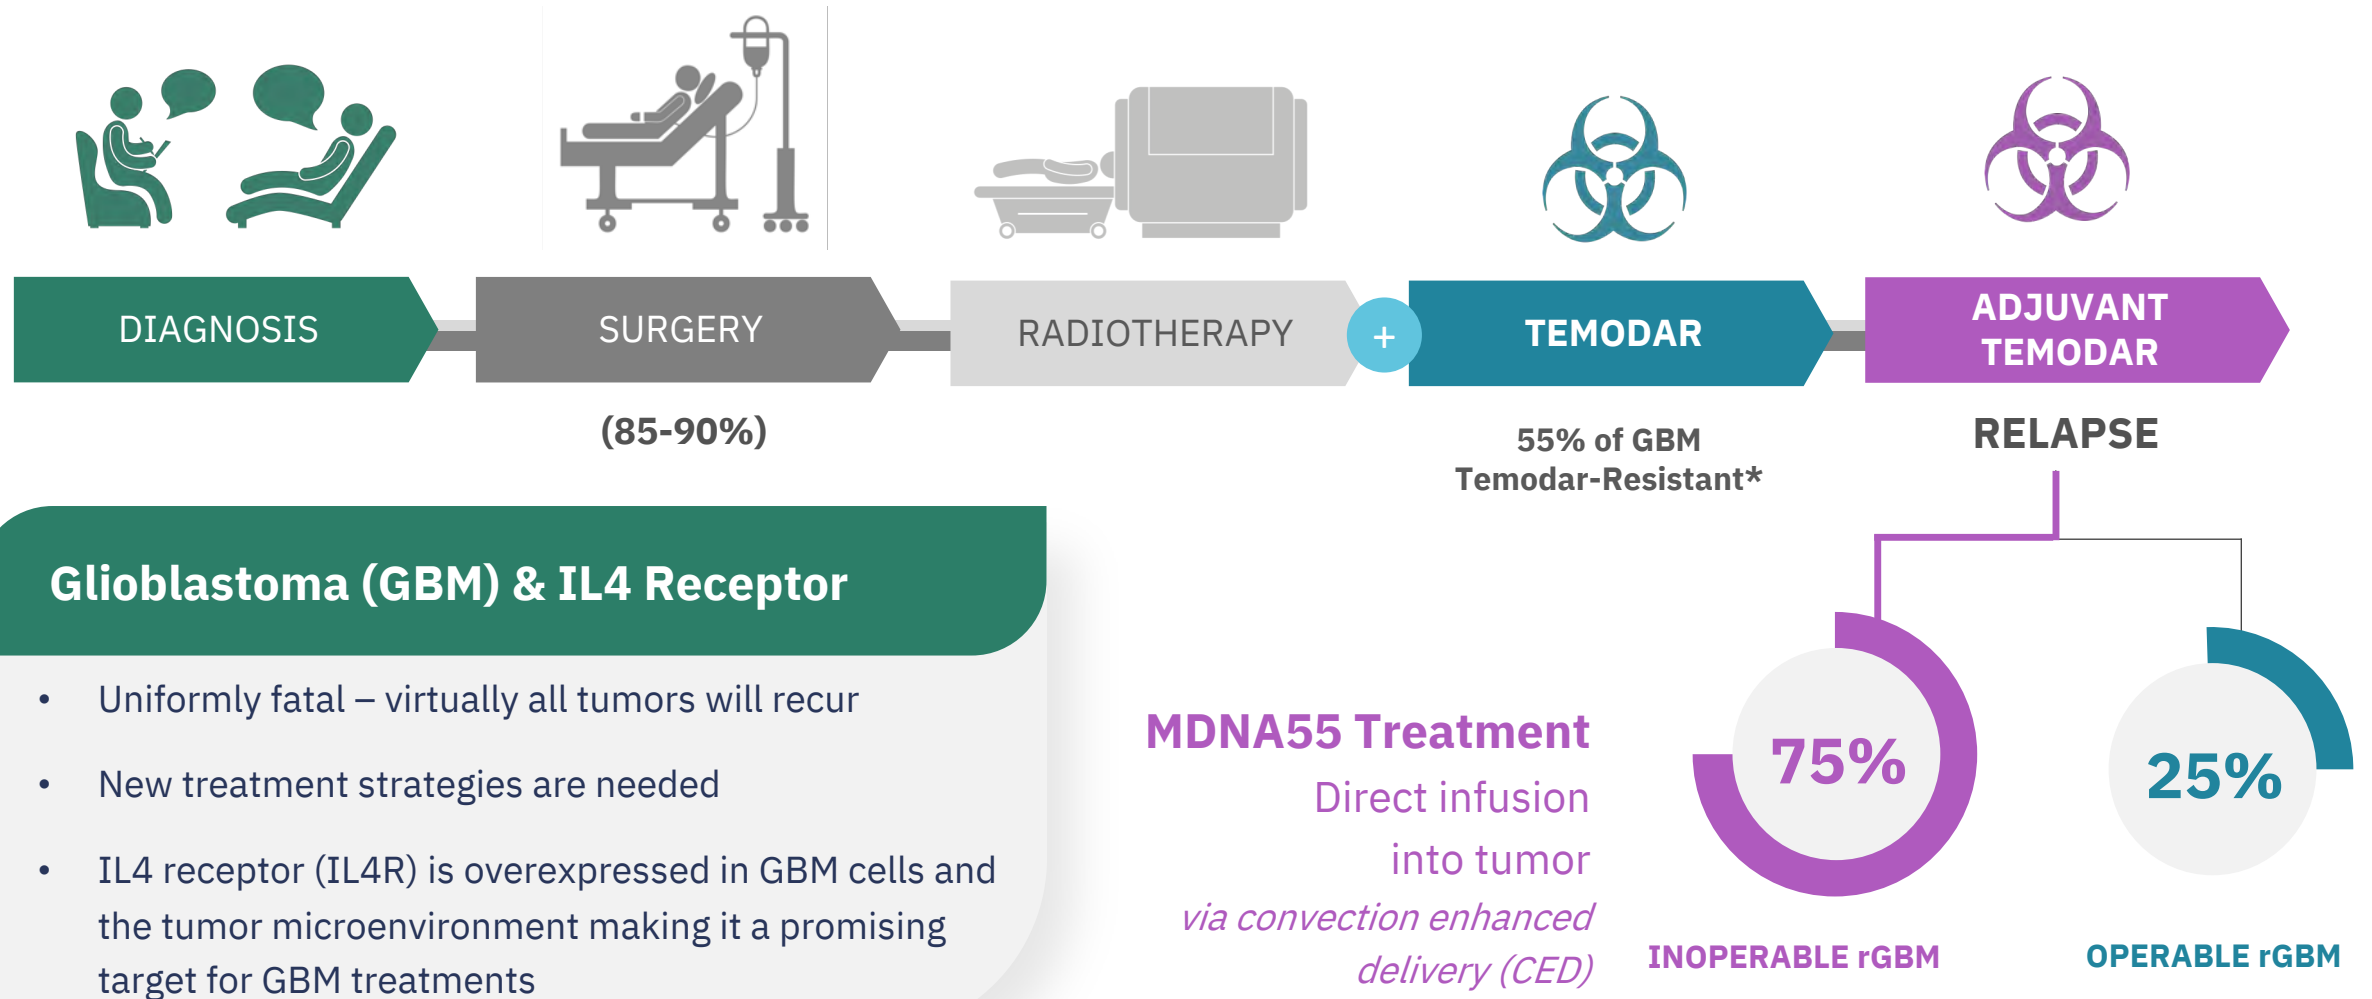 DIAGNOSIS
SURGERY
RADIOTHERAPY
+
TEMODAR
ADJUVANT
TEMODAR
(85-90%)
55% of GBM
Temodar-Resistant*
RELAPSE
Glioblastoma (GBM) & IL4 Receptor
• Uniformly fatal – virtually all tumors will recur
• New treatment strategies are needed
• IL4 receptor (IL4R) is overexpressed in GBM cells and
the tumor microenvironment making it a promising
target for GBM treatments
MDNA55 Treatment
Direct infusion
into tumor
via convection enhanced
delivery (CED)
75%
INOPERABLE rGBM
25%
OPERABLE rGBM